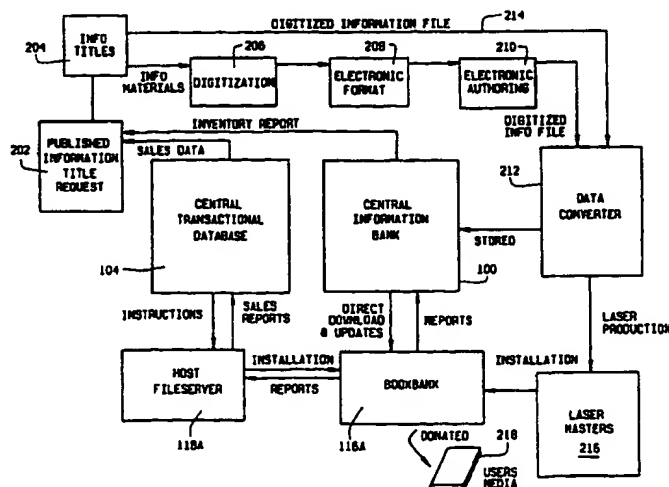 DIGITIZED INFORMATION FILE
214
204
INFO
TITLES
206
208
210
INFO
MATERIALS
DIGITIZATION
ELECTRONIC
FORMAT
ELECTRONIC
AUTHORING
INVENTORY REPORT
DIGITIZED
INFO FILE
202
PUBLISHED
INFORMATION
TITLE
REQUEST
SALES DATA
212
CENTRAL
TRANSACTIONAL
DATABASE
CENTRAL
INFORMATION
BANK
DATA
CONVERTER
STORED
104
100
INSTRUCTIONS
SALES
REPORTS
DIRECT
DOWNLOAD
& UPDATES
REPORTS
LASER
PRODUCTION
HOST
FILESERVER
INSTALLATION
REPORTS
BOOKBANK
INSTALLATION
LASER
MASTERS
216
118A
116A
DONATED
218
USERS
MEDIA